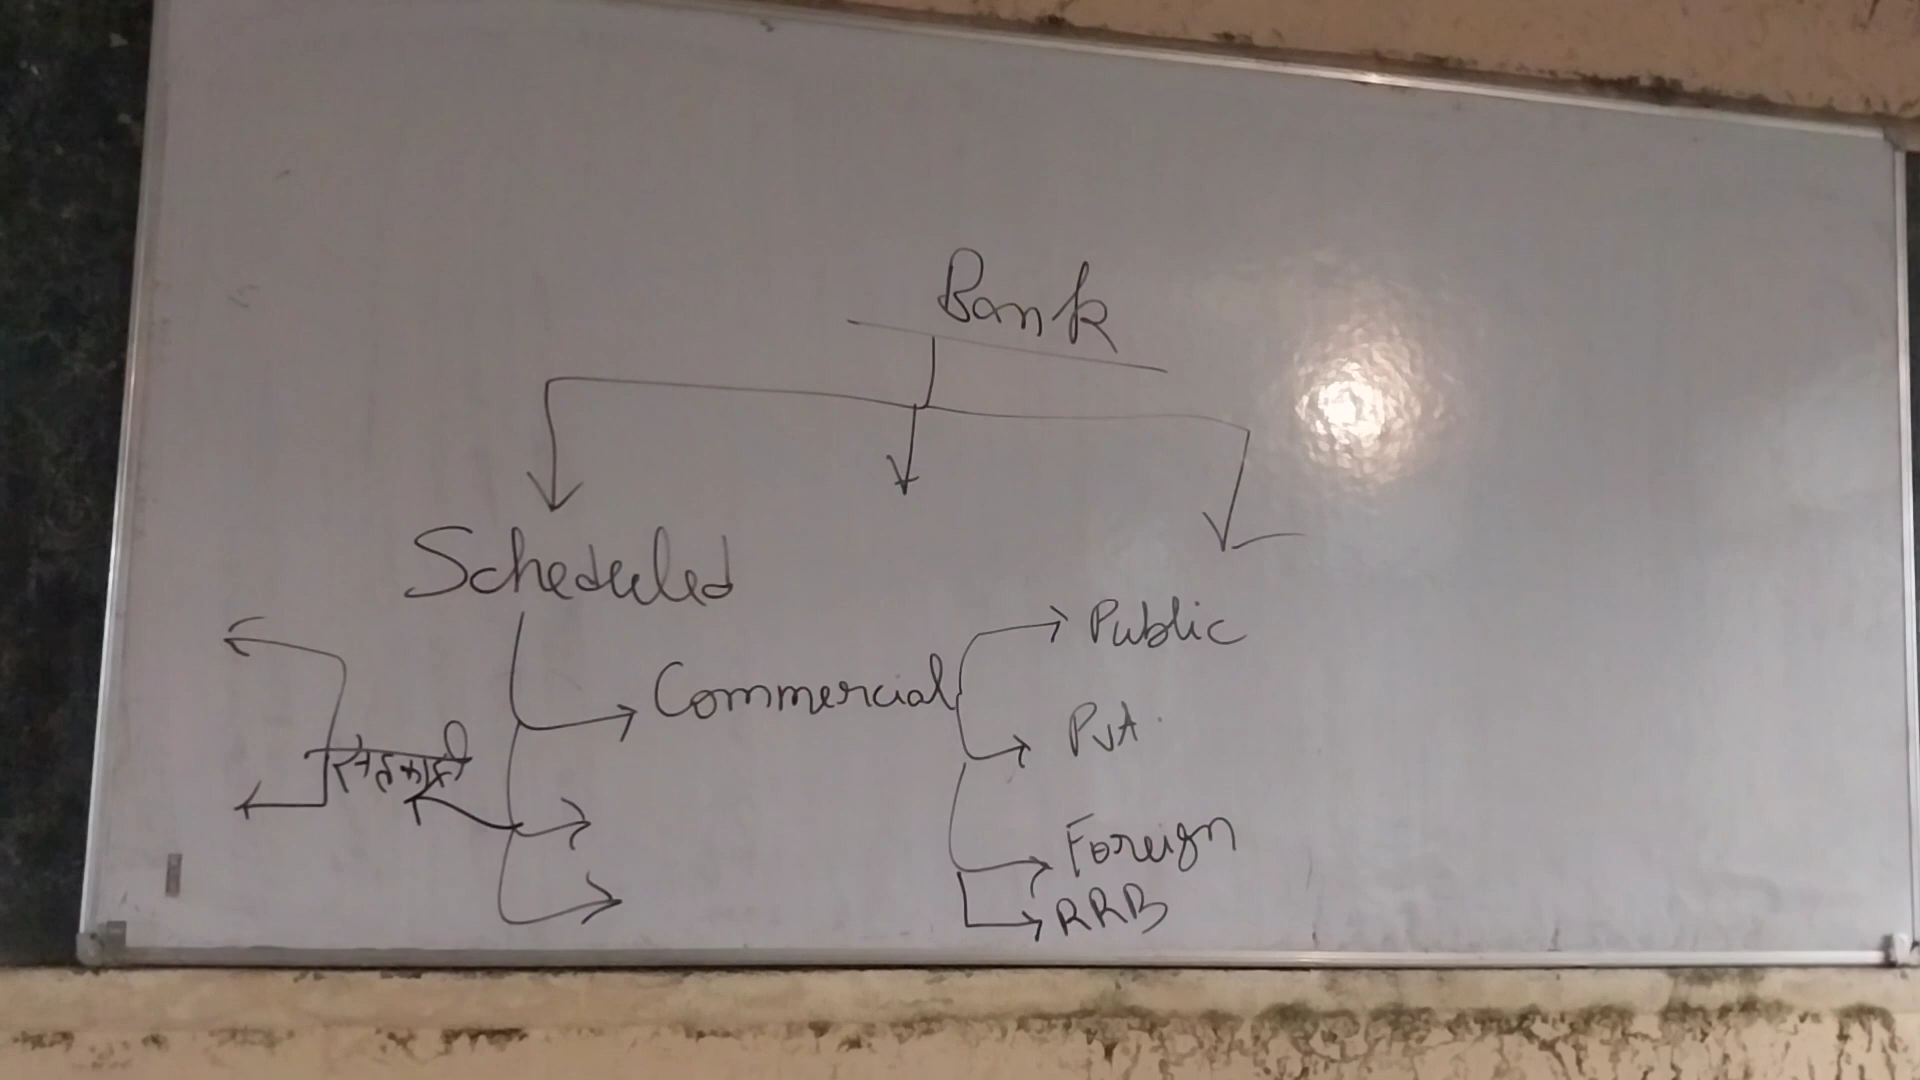 Bank
Scheduled
Commercial
Public
Pvt.
सहकारी
Foreign
RRB